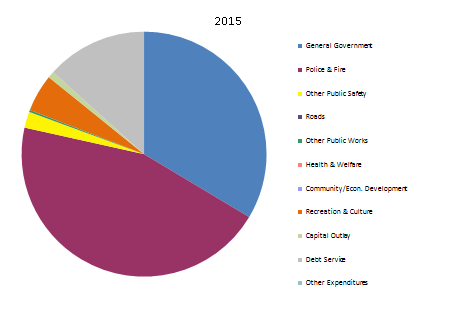 2015
General Government
Police & Fire
Other Public Safety
Roads
Other Public Works
Health & Welfare
Community/Econ. Development
Recreation & Culture
Capital Outlay
Debt Service
Other Expenditures